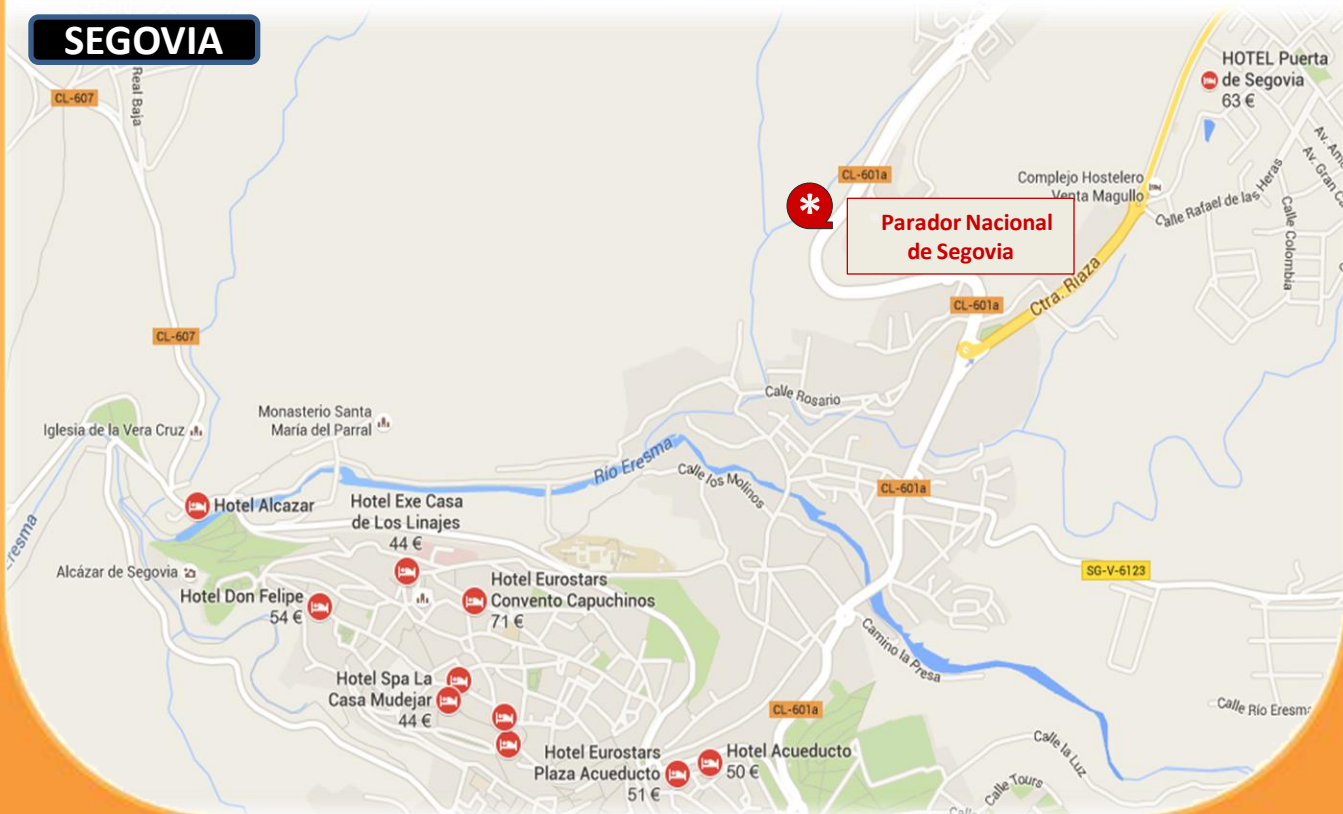 SEGOVIA
CL-607
Real Baja
HOTEL Puerta
de Segovia
63 €
CL-601a
Complejo Hostelero
Venta Magullo
Av. Gran
Calle Rafael de las Heras
Calle Colombia
*
Parador Nacional
de Segovia
CL-601a
Ctra. Riaza
CL-607
Calle Rosario
Monasterio Santa
María del Parral
Iglesia de la Vera Cruz
Río Eresma
Calle los Molinos
CL-601a
Hotel Alcazar
Hotel Exe Casa
de Los Linajes
44 €
SG-V-6123
Alcázar de Segovia
Hotel Don Felipe
54 €
Hotel Eurostars
Convento Capuchinos
71 €
Camino la Presa
Hotel Spa La
Casa Mudejar
44 €
CL-601a
Calle Río Eresma
Hotel Eurostars
Plaza Acueducto
51 €
Hotel Acueducto
50 €
Calle la Luz
Calle Tours